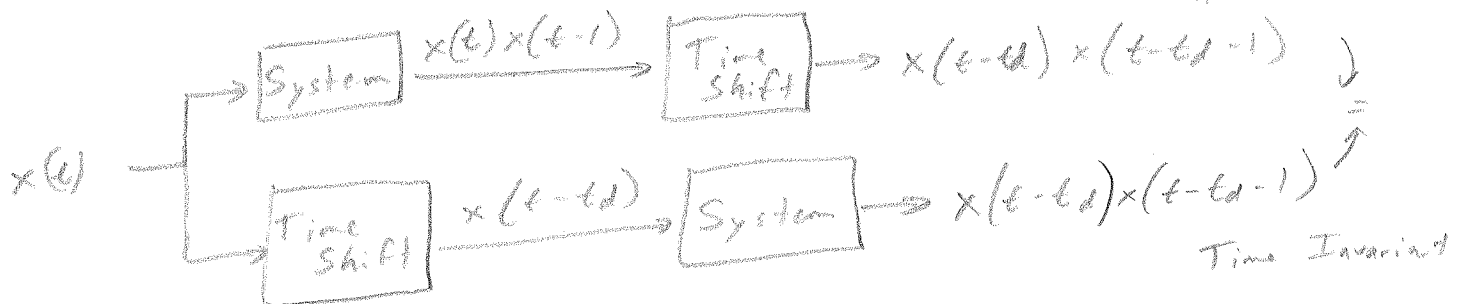 System
x(t)x(t-1)
Time
Shift
x(t-td) x(t-td-1)
=
x(t)
Time
Shift
x(t-td)
System
x(t-td)x(t-td-1)
Time Invariant